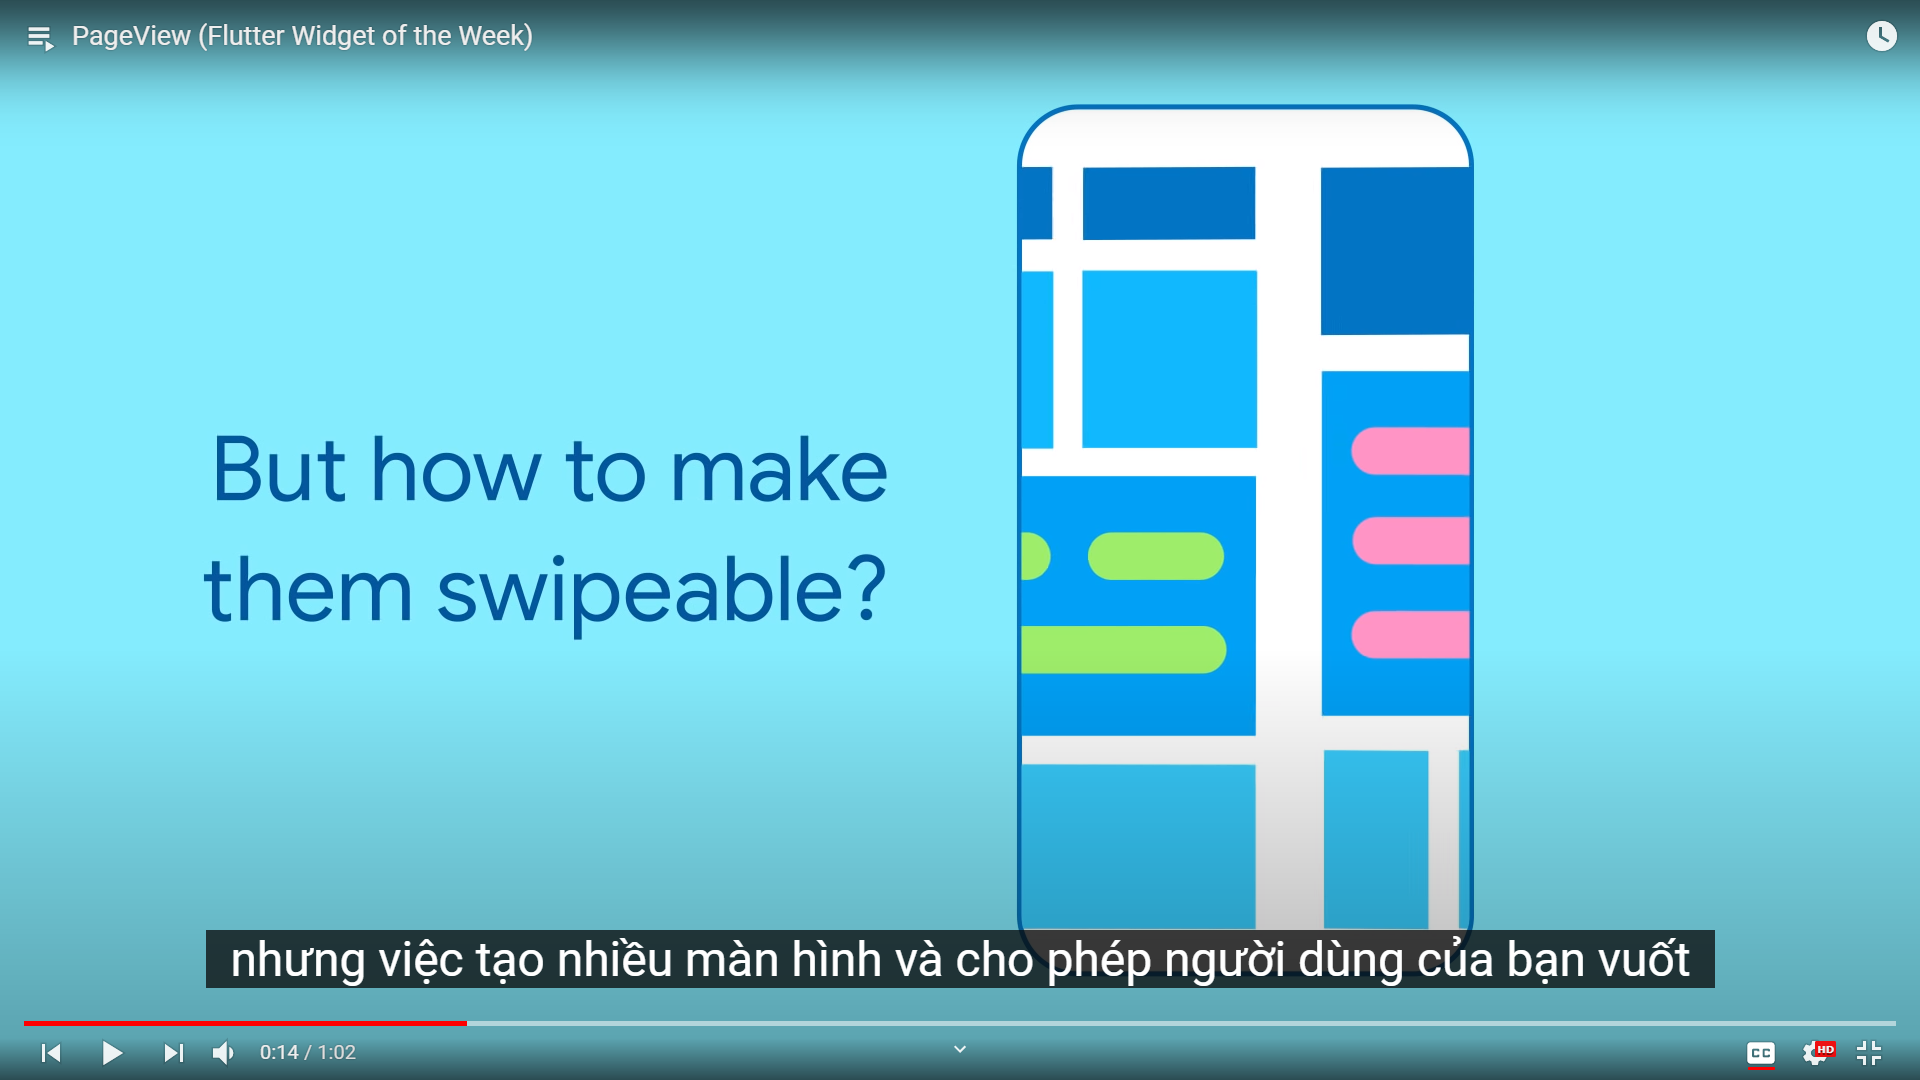 PageView (Flutter Widget of the Week)
But how to make
them swipeable?
nhưng việc tạo nhiều màn hình và cho phép người dùng của bạn vuốt
0:14 / 1:02
CC
HD